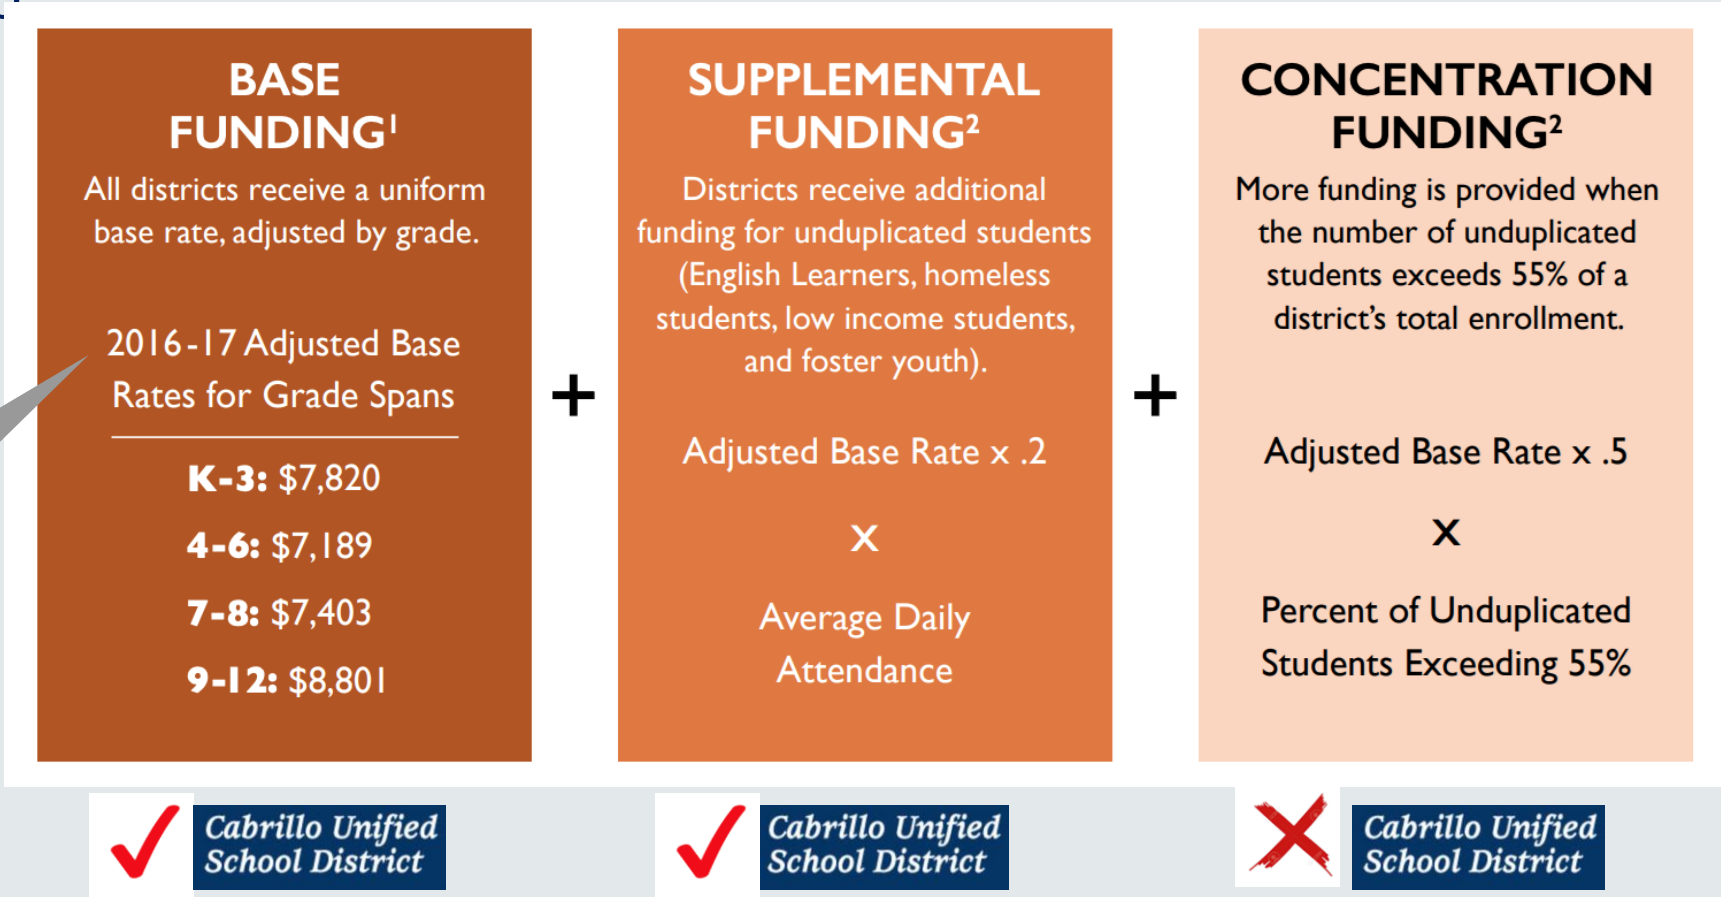 BASE
FUNDING¹
All districts receive a uniform
base rate, adjusted by grade.
2016-17 Adjusted Base
Rates for Grade Spans
K-3: $7,820
4-6: $7,189
7-8: $7,403
9-12: $8,801
+
SUPPLEMENTAL
FUNDING²
Districts receive additional
funding for unduplicated students
(English Learners, homeless
students, low income students,
and foster youth).
Adjusted Base Rate x .2
x
Average Daily
Attendance
+
CONCENTRATION
FUNDING²
More funding is provided when
the number of unduplicated
students exceeds 55% of a
district's total enrollment.
Adjusted Base Rate x .5
x
Percent of Unduplicated
Students Exceeding 55%
Cabrillo Unified
School District
Cabrillo Unified
School District
Cabrillo Unified
School District